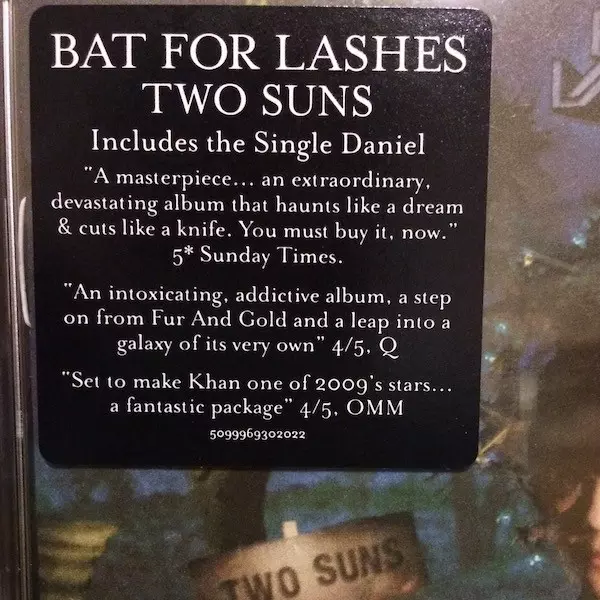 BAT FOR LASHES
TWO SUNS
Includes the Single Daniel
"A masterpiece... an extraordinary,
devastating album that haunts like a dream
& cuts like a knife. You must buy it, now."
5* Sunday Times.
"An intoxicating, addictive album, a step
on from Fur And Gold and a leap into a
galaxy of its very own" 4/5, Q
"Set to make Khan one of 2009's stars...
a fantastic package" 4/5, OMM
5099969302022
TWO SUNS